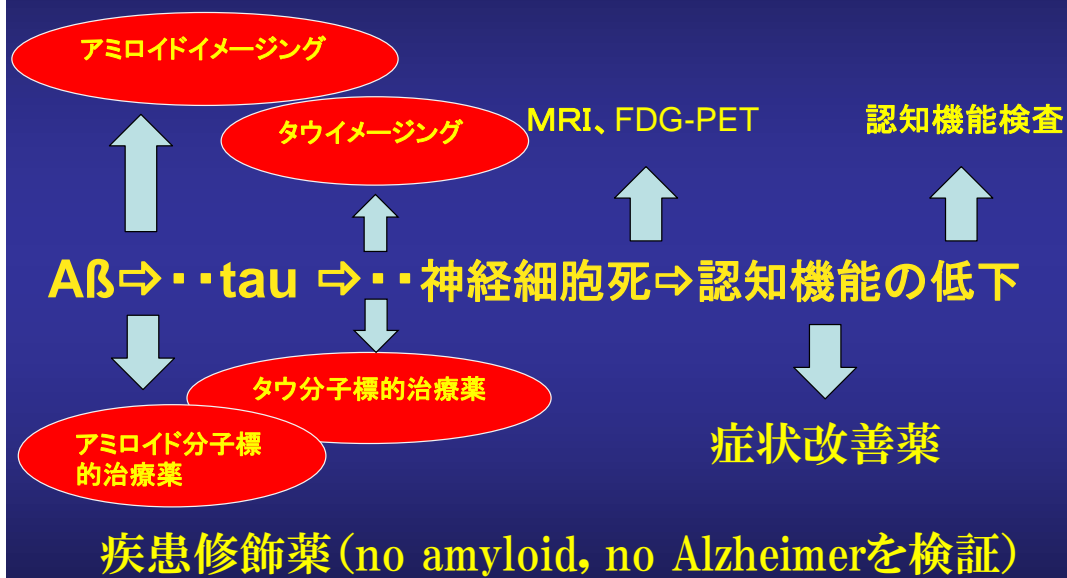 アミロイドイメージング
タウイメージング
MRI、FDG-PET
認知機能検査
Aß⇨・・tau ⇨・・神経細胞死⇨認知機能の低下
タウ分子標的治療薬
アミロイド分子標
的治療薬
症状改善薬
疾患修飾薬(no amyloid, no Alzheimerを検証)